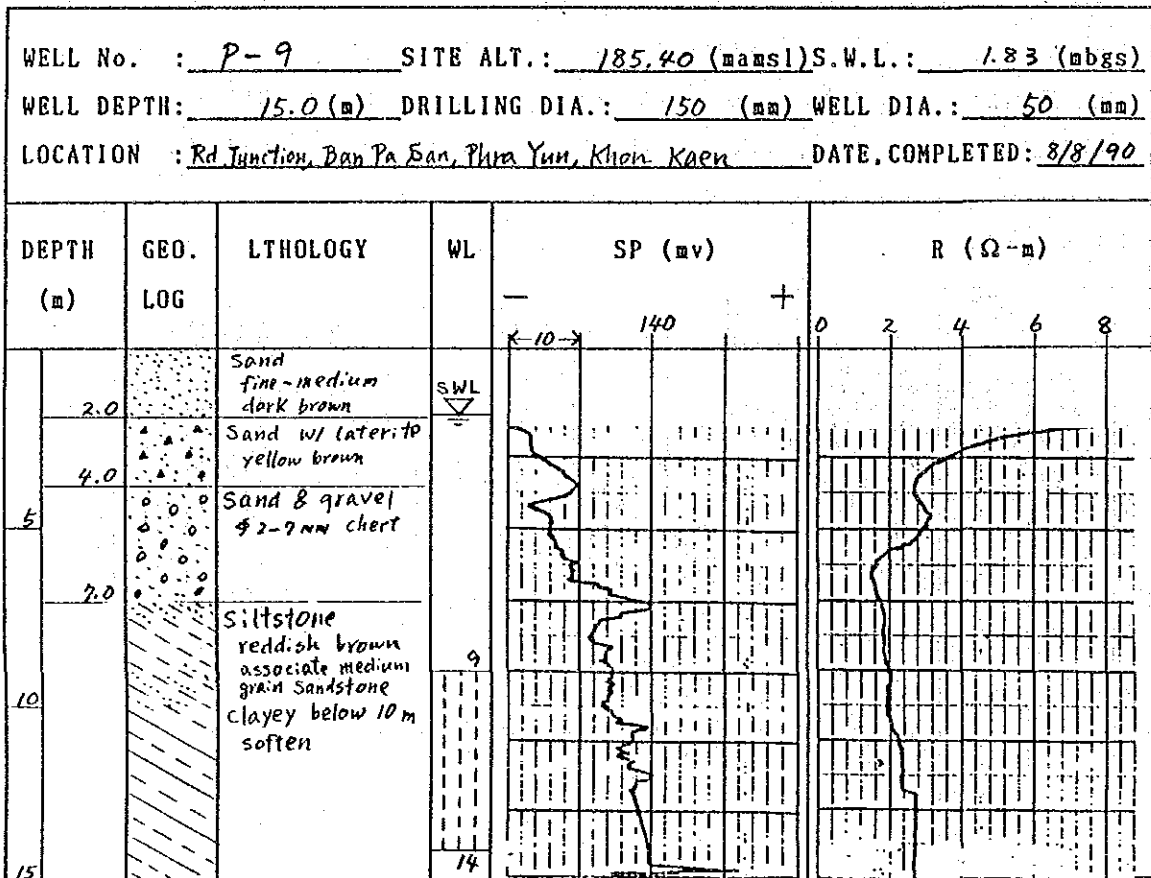 WELL No. : P-9 SITE ALT.: 185.40 (mamsl) S.W.L.: 1.83 (mbgs)
WELL DEPTH: 15.0 (m) DRILLING DIA.: 150 (mm) WELL DIA.: 50 (mm)
LOCATION : Rd Junction, Ban Pa San, Phra Yun, Khon Kaen DATE, COMPLETED: 8/8/90
DEPTH (m)
GEO. LOG
LTHOLOGY
WL
SP (mv)
- +
←10→ 140
R (Ω-m)
0 2 4 6 8
Sand
fine-medium
dark brown
2.0
SWL
Sand w/ laterite
yellow brown
4.0
Sand & gravel
φ 2-7 mm chert
5
7.0
Siltstone
reddish brown
associate medium
grain Sandstone
clayey below 10 m
soften
9
10
14
15